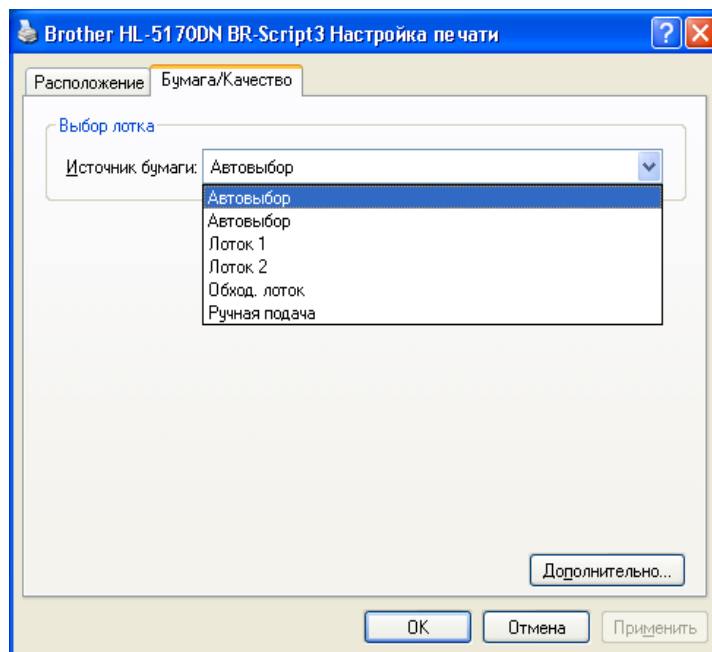 Brother HL-5170DN BR-Script3 Настройка печати
Расположение Бумага/Качество
Выбор лотка
Источник бумаги: Автовыбор
Автовыбор
Автовыбор
Лоток 1
Лоток 2
Обход. лоток
Ручная подача
Дополнительно...
OK Отмена Применить